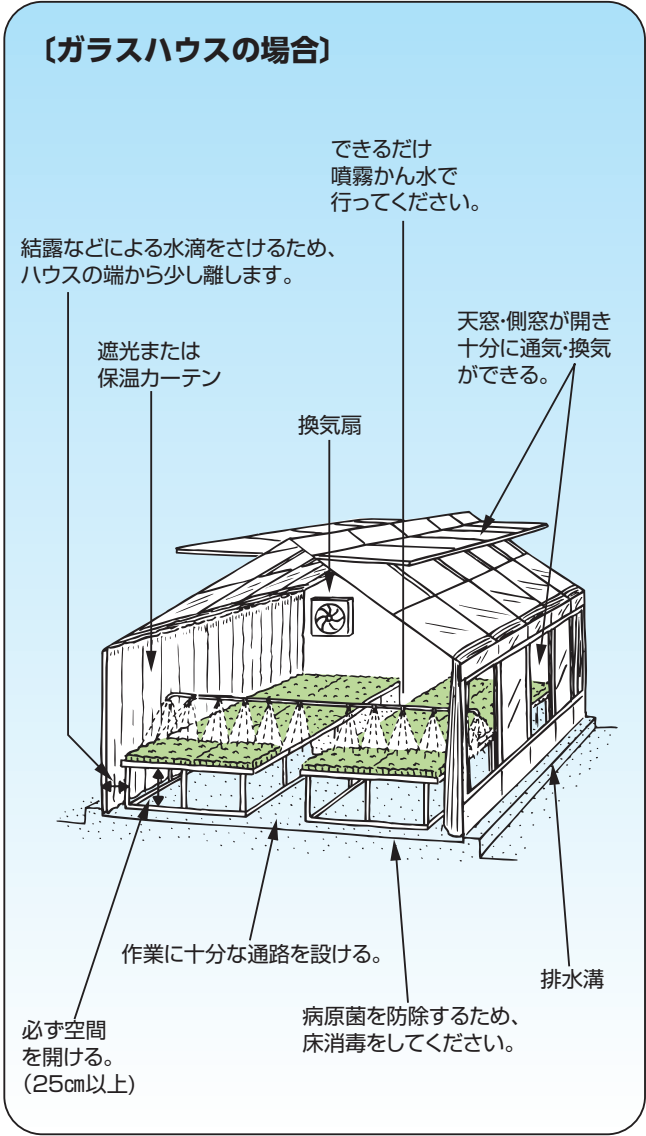 〔ガラスハウスの場合〕
できるだけ
噴霧かん水で
行ってください。
結露などによる水滴をさけるため、
ハウスの端から少し離します。
天窓・側窓が開き
十分に通気・換気
ができる。
遮光または
保温カーテン
換気扇
作業に十分な通路を設ける。
排水溝
病原菌を防除するため、
床消毒をしてください。
必ず空間
を開ける。
(25㎝以上)